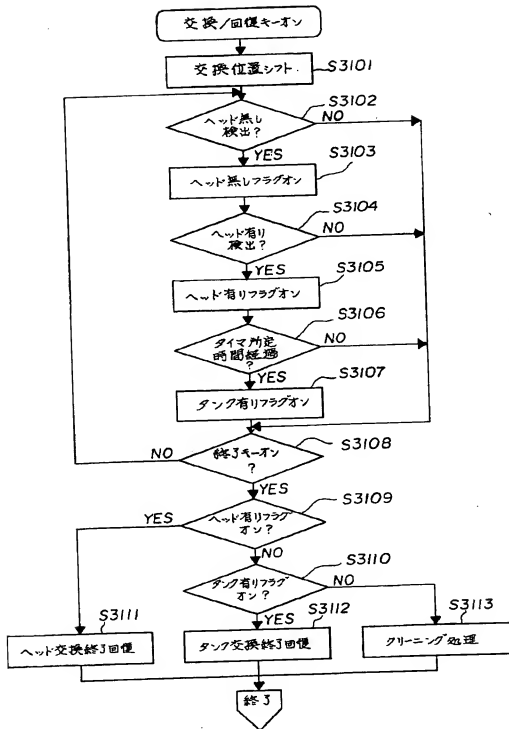 交換/回復キーオン
交換位置シフト
S3101
S3102
ヘッド無し
検出?
NO
YES
S3103
ヘッド無しフラグオン
S3104
ヘッド有り
検出?
NO
YES
S3105
ヘッド有りフラグオン
S3106
タイマ所定
時間経過
?
NO
YES
S3107
タンク有りフラグオン
S3108
終了キーオン
?
NO
YES
S3109
ヘッド有りフラグ
オン?
YES
NO
S3110
タンク有りフラグ
オン?
NO
YES
S3111
ヘッド交換終了回復
S3112
タンク交換終了回復
S3113
クリーニング処理
終了